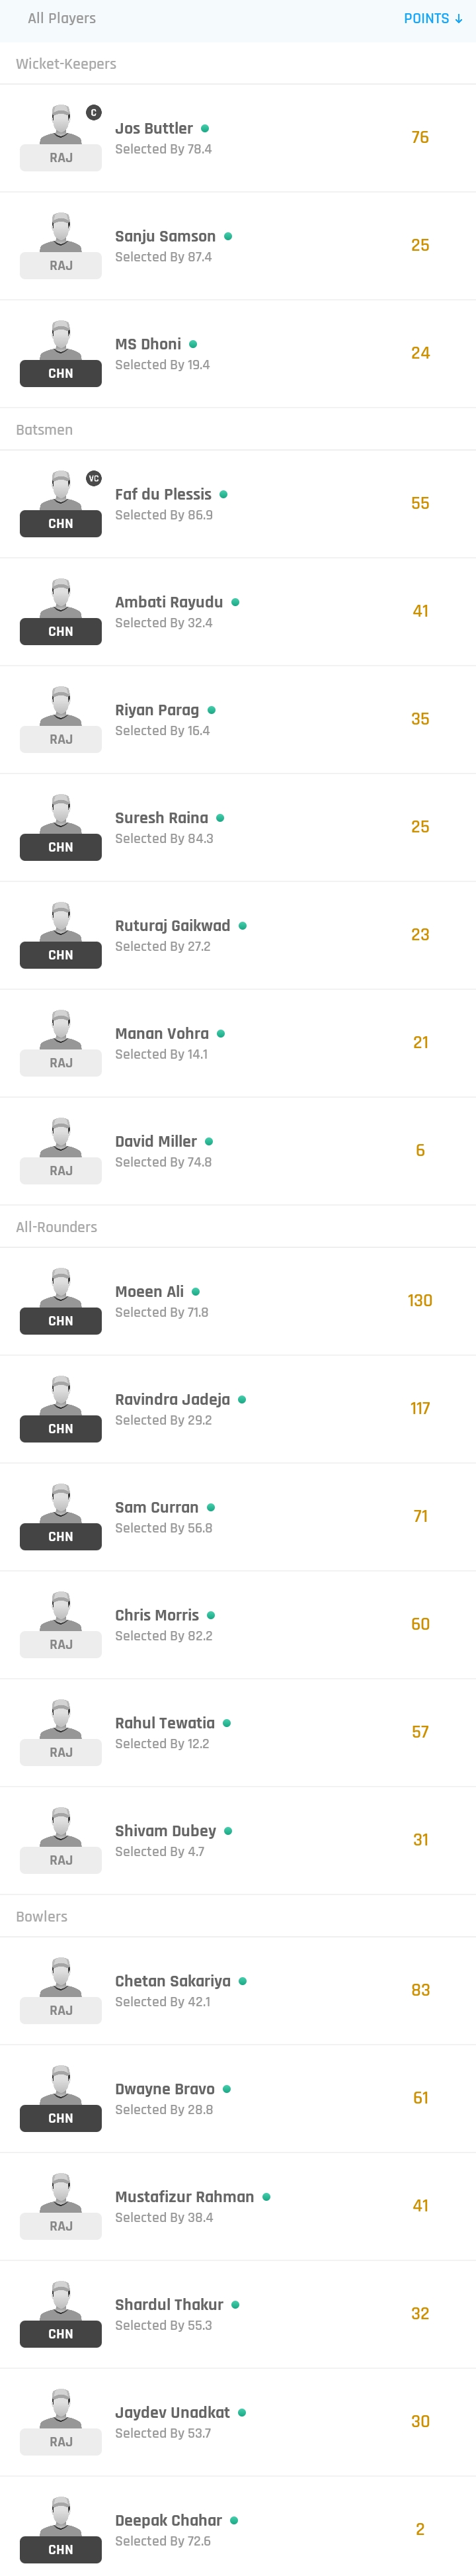 All Players POINTS ↓
Wicket-Keepers
C
Jos Buttler
Selected By 78.4
RAJ
76
Sanju Samson
Selected By 87.4
RAJ
25
MS Dhoni
Selected By 19.4
CHN
24
Batsmen
VC
Faf du Plessis
Selected By 86.9
CHN
55
Ambati Rayudu
Selected By 32.4
CHN
41
Riyan Parag
Selected By 16.4
RAJ
35
Suresh Raina
Selected By 84.3
CHN
25
Ruturaj Gaikwad
Selected By 27.2
CHN
23
Manan Vohra
Selected By 14.1
RAJ
21
David Miller
Selected By 74.8
RAJ
6
All-Rounders
Moeen Ali
Selected By 71.8
CHN
130
Ravindra Jadeja
Selected By 29.2
CHN
117
Sam Curran
Selected By 56.8
CHN
71
Chris Morris
Selected By 82.2
RAJ
60
Rahul Tewatia
Selected By 12.2
RAJ
57
Shivam Dubey
Selected By 4.7
RAJ
31
Bowlers
Chetan Sakariya
Selected By 42.1
RAJ
83
Dwayne Bravo
Selected By 28.8
CHN
61
Mustafizur Rahman
Selected By 38.4
RAJ
41
Shardul Thakur
Selected By 55.3
CHN
32
Jaydev Unadkat
Selected By 53.7
RAJ
30
Deepak Chahar
Selected By 72.6
CHN
2